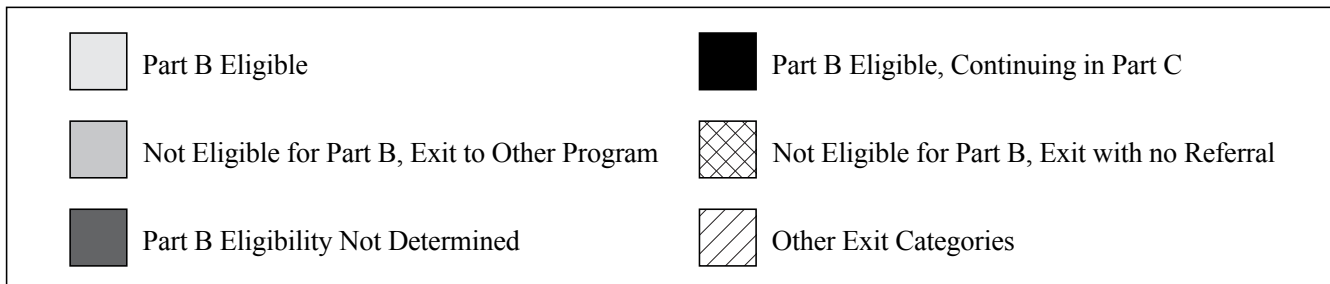 Part B Eligible
Part B Eligible, Continuing in Part C
Not Eligible for Part B, Exit to Other Program
Not Eligible for Part B, Exit with no Referral
Part B Eligibility Not Determined
Other Exit Categories